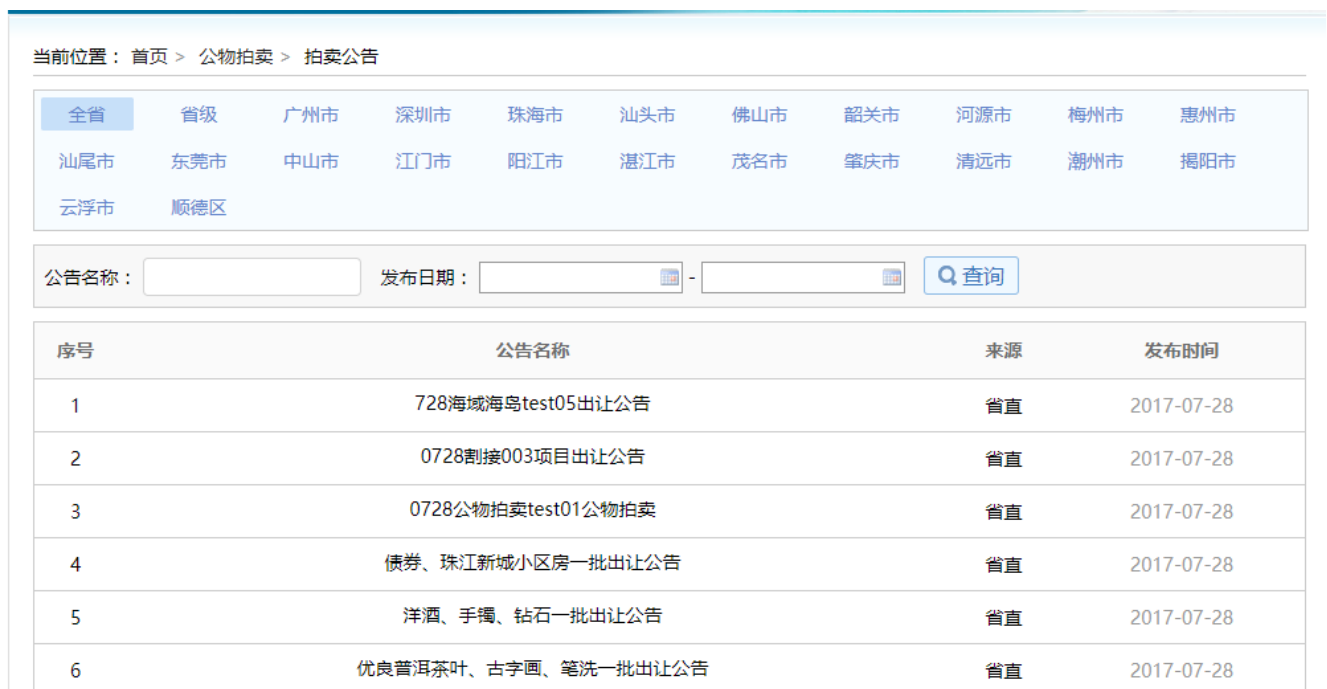 当前位置： 首页 > 公物拍卖 > 拍卖公告
全省 省级 广州市 深圳市 珠海市 汕头市 佛山市 韶关市 河源市 梅州市 惠州市
汕尾市 东莞市 中山市 江门市 阳江市 湛江市 茂名市 肇庆市 清远市 潮州市 揭阳市
云浮市 顺德区
公告名称： 发布日期： - 查询
序号 公告名称 来源 发布时间
1 728海域海岛test05出让公告 省直 2017-07-28
2 0728割接003项目出让公告 省直 2017-07-28
3 0728公物拍卖test01公物拍卖 省直 2017-07-28
4 债券、珠江新城小区房一批出让公告 省直 2017-07-28
5 洋酒、手镯、钻石一批出让公告 省直 2017-07-28
6 优良普洱茶叶、古字画、笔洗一批出让公告 省直 2017-07-28